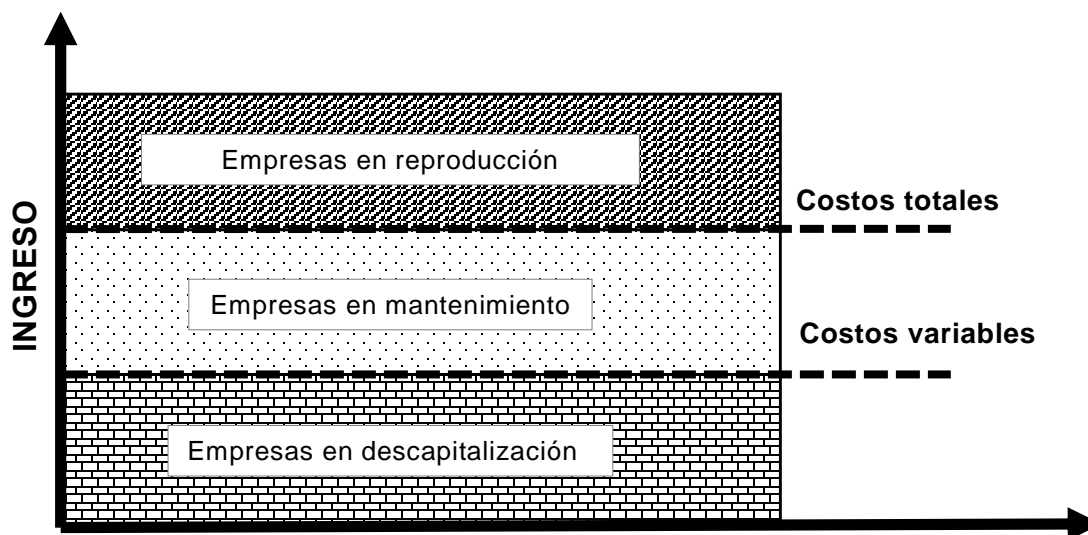 Empresas en reproducción
Costos totales
INGRESO
Empresas en mantenimiento
Costos variables
Empresas en descapitalización